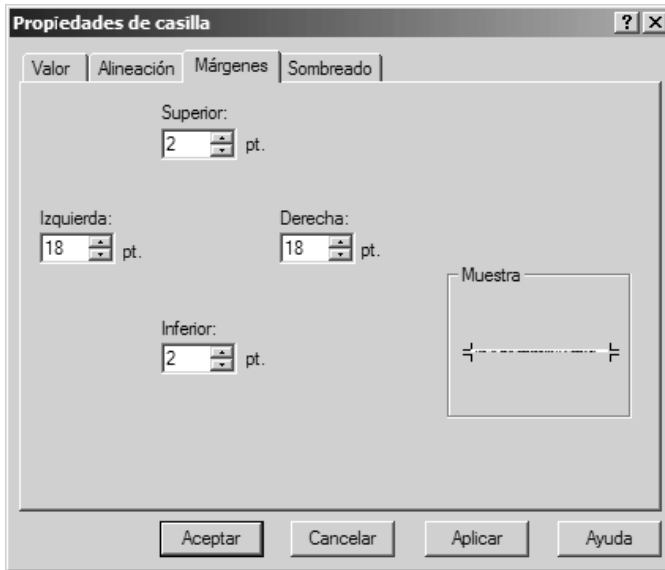 Propiedades de casilla
Valor Alineación Márgenes Sombreado
Superior:
2 pt.
Izquierda: Derecha:
18 pt. 18 pt.
Muestra
Inferior:
2 pt.
Aceptar Cancelar Aplicar Ayuda